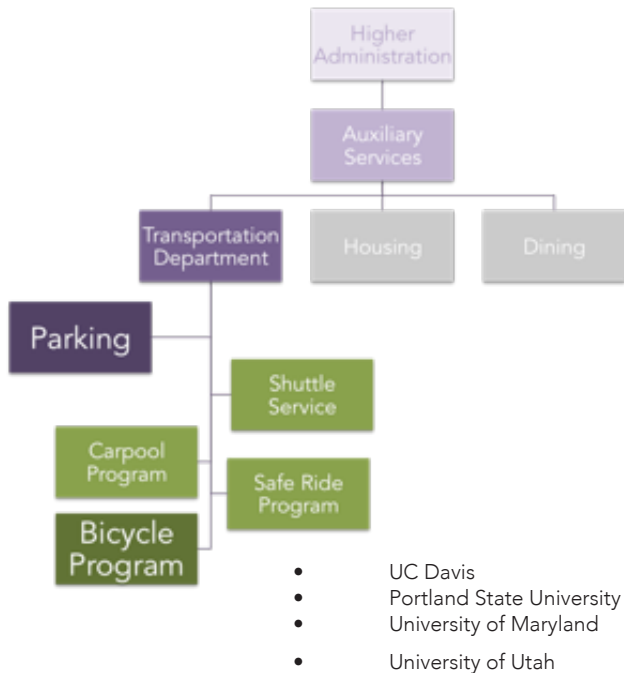 Higher
Administration
Auxiliary
Services
Transportation
Department
Housing
Dining
Parking
Shuttle
Service
Carpool
Program
Safe Ride
Program
Bicycle
Program
• UC Davis
• Portland State University
• University of Maryland
• University of Utah